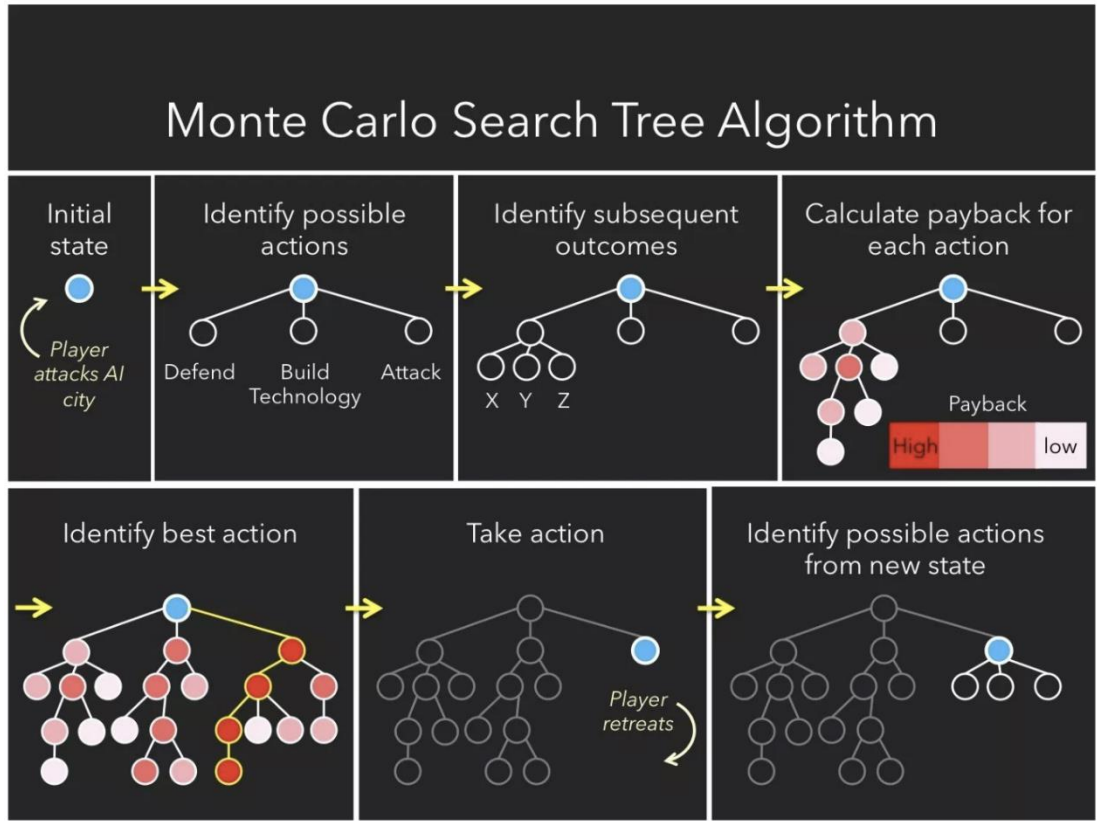 Monte Carlo Search Tree Algorithm
Initial
state
Player
attacks AI
city
Identify possible
actions
Defend
Build
Technology
Attack
Identify subsequent
outcomes
X Y Z
Calculate payback for
each action
Payback
High
low
Identify best action
Take action
Player
retreats
Identify possible actions
from new state